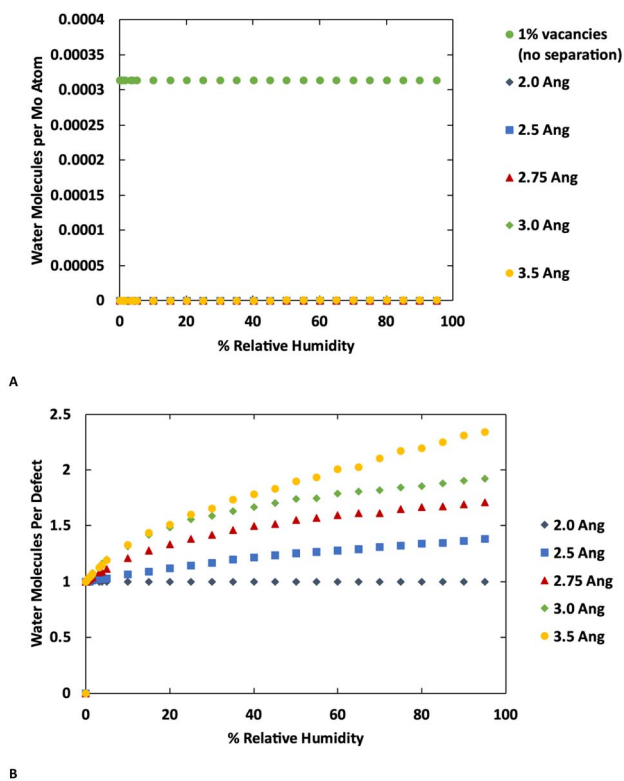 0.0004
0.00035
0.0003
0.00025
0.0002
0.00015
0.0001
0.00005
0
Water Molecules per Mo Atom
0 20 40 60 80 100
% Relative Humidity
1% vacancies
(no separation)
2.0 Ang
2.5 Ang
2.75 Ang
3.0 Ang
3.5 Ang
A
2.5
2
1.5
1
0.5
0
Water Molecules Per Defect
0 20 40 60 80 100
% Relative Humidity
2.0 Ang
2.5 Ang
2.75 Ang
3.0 Ang
3.5 Ang
B